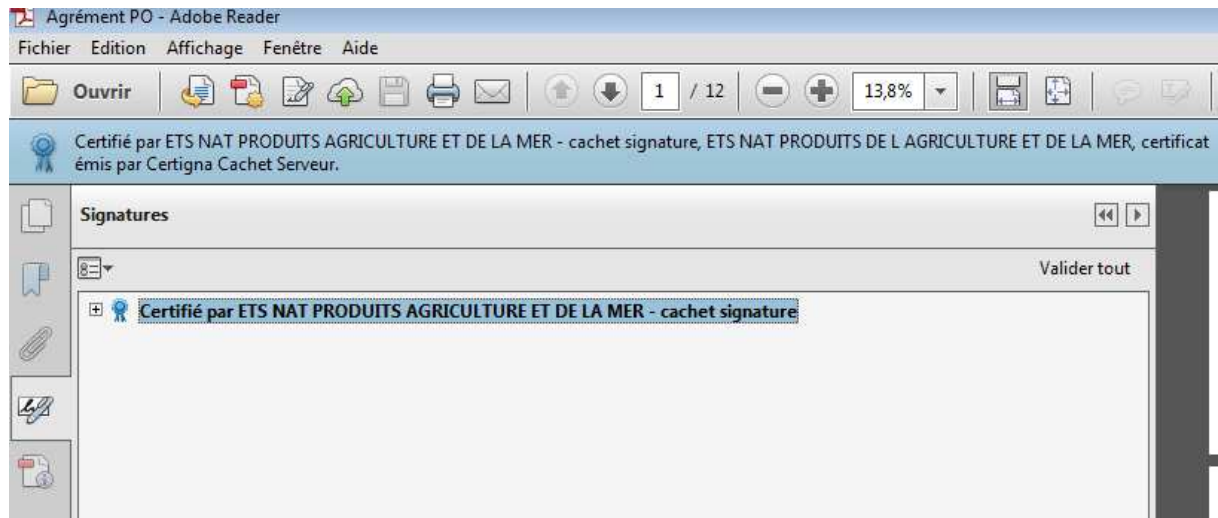 Agrément PO - Adobe Reader
Fichier Edition Affichage Fenêtre Aide
Ouvrir 1 / 12 13,8%
Certifié par ETS NAT PRODUITS AGRICULTURE ET DE LA MER - cachet signature, ETS NAT PRODUITS DE L AGRICULTURE ET DE LA MER, certificat
émis par Certigna Cachet Serveur.
Signatures
Valider tout
Certifié par ETS NAT PRODUITS AGRICULTURE ET DE LA MER - cachet signature